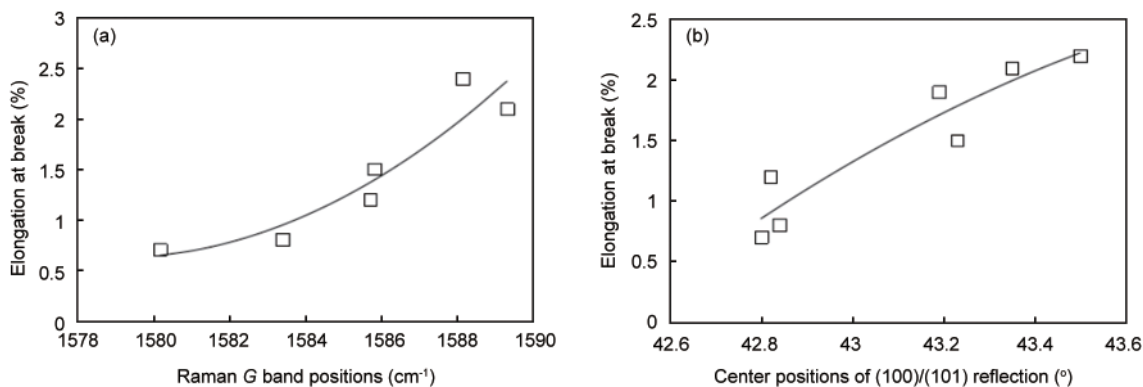 (a)
Elongation at break (%)
3
2.5
2
1.5
1
0.5
0
1578 1580 1582 1584 1586 1588 1590
Raman G band positions (cm⁻¹)
(b)
Elongation at break (%)
2.5
2
1.5
1
0.5
0
42.6 42.8 43 43.2 43.4 43.6
Center positions of (100)/(101) reflection (°)